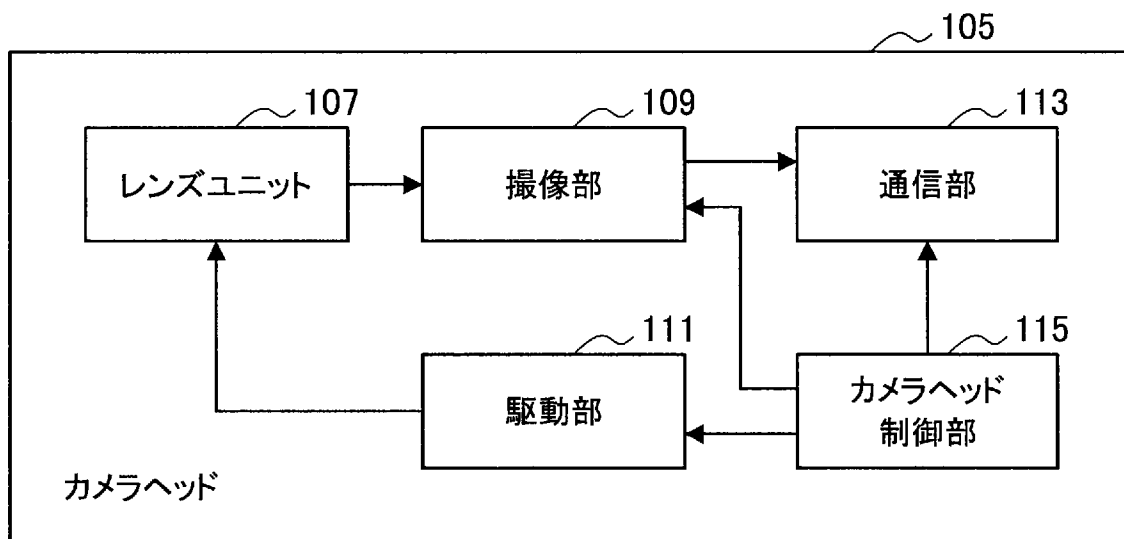 105
107
109
113
レンズユニット
撮像部
通信部
111
115
駆動部
カメラヘッド
制御部
カメラヘッド